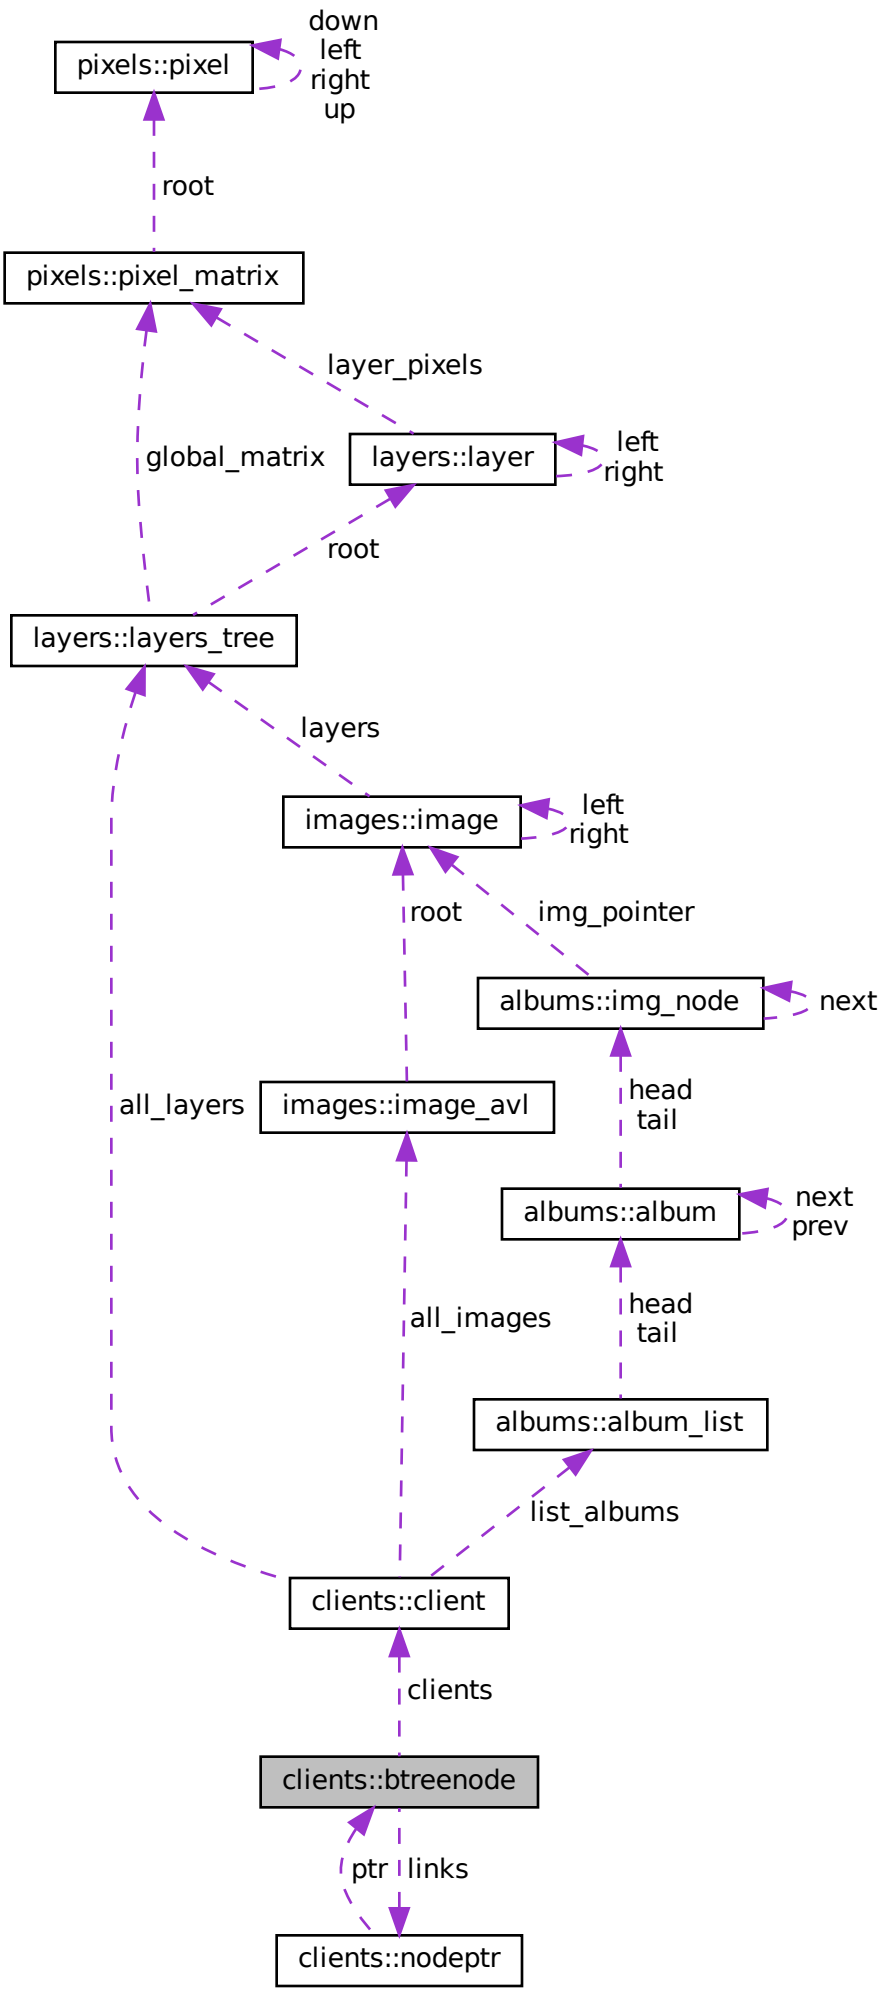 down
left
pixels::pixel
right
up
root
pixels::pixel_matrix
layer_pixels
global_matrix
layers::layer
left
right
root
layers::layers_tree
layers
images::image
left
right
root
img_pointer
albums::img_node
next
all_layers
images::image_avl
head
tail
albums::album
next
prev
all_images
head
tail
albums::album_list
list_albums
clients::client
clients
clients::btreenode
ptr
links
clients::nodeptr